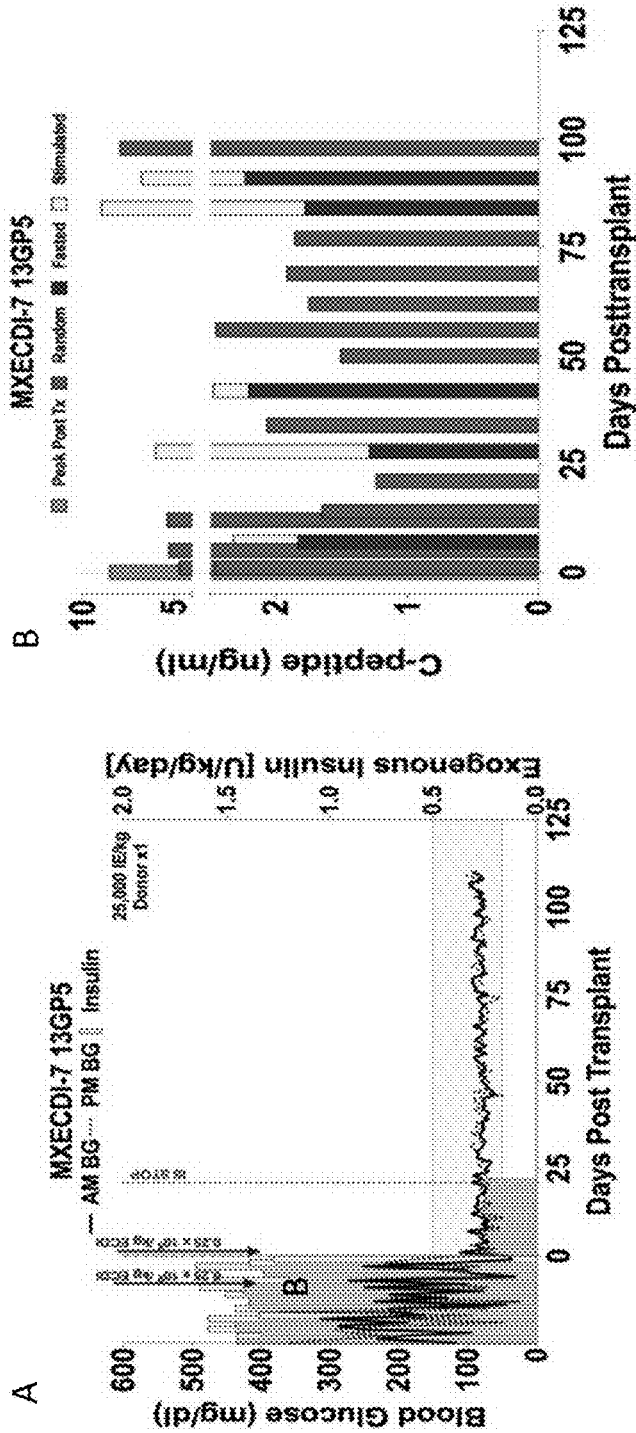 A
MXECDI-7 13GP5
— AM BG ···· PM BG Insulin
25,000 IE/kg
Donor x1
IS STOP
B
600
500
400
300
200
100
0
Blood Glucose (mg/dl)
2.0
1.5
1.0
0.5
0.0
Exogenous Insulin [U/kg/day]
0 25 50 75 100 125
Days Post Transplant
B
MXECDI-7 13GP5
Peak Post Tx Random Fasted Stimulated
10
5
2
1
0
C-peptide (ng/ml)
0 25 50 75 100 125
Days Posttransplant